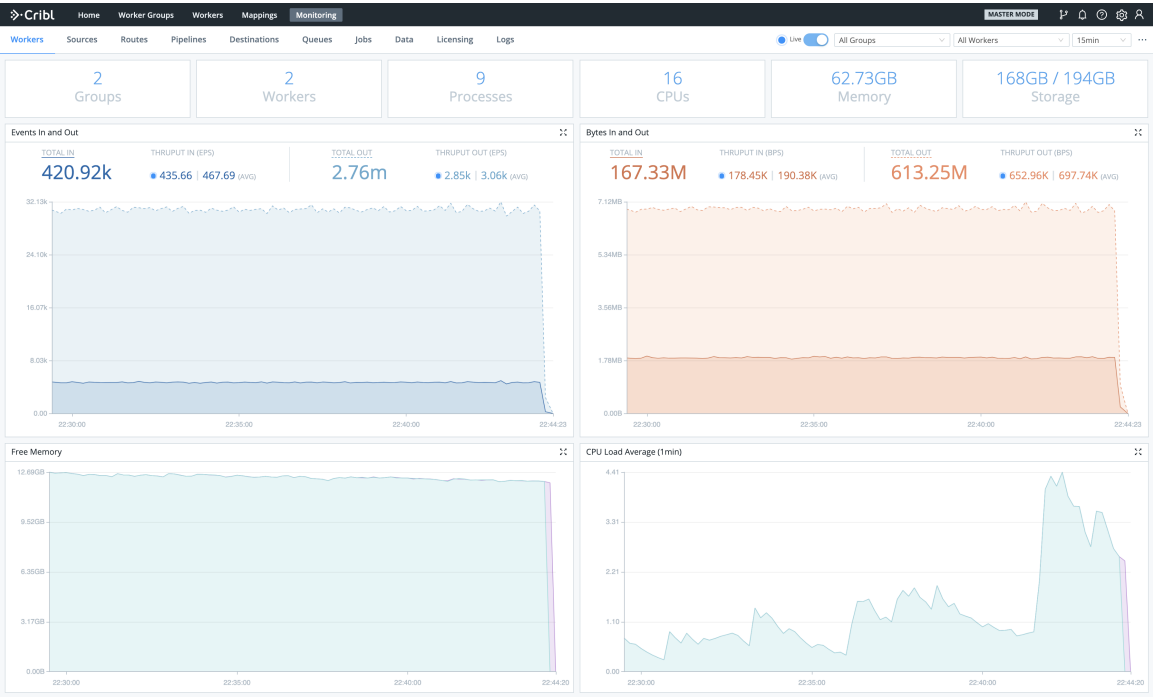 Cribl Home Worker Groups Workers Mappings Monitoring MASTER MODE
Workers Sources Routes Pipelines Destinations Queues Jobs Data Licensing Logs Live All Groups All Workers 15min
2 2 9 16 62.73GB 168GB / 194GB
Groups Workers Processes CPUs Memory Storage
Events In and Out
TOTAL IN THRUPUT IN (EPS) TOTAL OUT THRUPUT OUT (EPS)
420.92k 435.66 | 467.69 (AVG) 2.76m 2.85k | 3.06k (AVG)
32.13k
24.10k
16.07k
8.03k
0.00
22:30:00 22:35:00 22:40:00 22:44:23
Bytes In and Out
TOTAL IN THRUPUT IN (BPS) TOTAL OUT THRUPUT OUT (BPS)
167.33M 178.45K | 190.38K (AVG) 613.25M 652.96K | 697.74K (AVG)
7.12MB
5.34MB
3.56MB
1.78MB
0.00B
22:30:00 22:35:00 22:40:00 22:44:23
Free Memory
12.69GB
9.52GB
6.35GB
3.17GB
0.00B
22:30:00 22:35:00 22:40:00 22:44:20
CPU Load Average (1min)
4.41
3.31
2.21
1.10
0.00
22:30:00 22:35:00 22:40:00 22:44:20